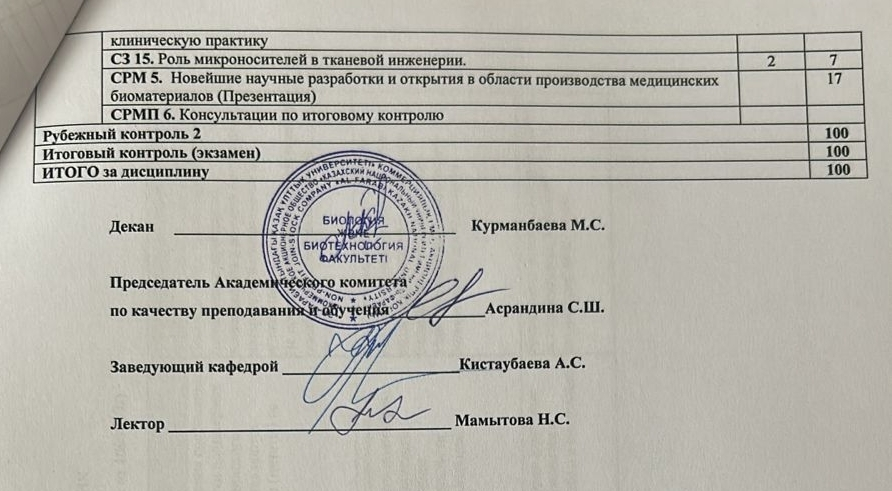 клиническую практику
СЗ 15. Роль микроносителей в тканевой инженерии. 2 7
СРМ 5. Новейшие научные разработки и открытия в области производства медицинских 17
биоматериалов (Презентация)
СРМП 6. Консультации по итоговому контролю
Рубежный контроль 2 100
Итоговый контроль (экзамен) 100
ИТОГО за дисциплину 100
Декан Курманбаева М.С.
БИОЛОГИЯ
ЖӘНЕ
БИОТЕХНОЛОГИЯ
ФАКУЛЬТЕТІ
Председатель Академического комитета
по качеству преподавания и обучения Асрандина С.Ш.
Заведующий кафедрой Кистаубаева А.С.
Лектор Мамытова Н.С.